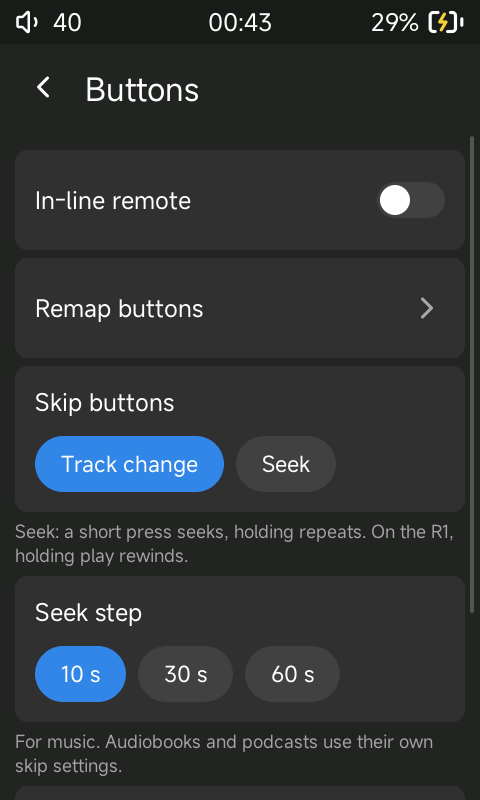 40
00:43
29%
Buttons
In-line remote
Remap buttons
Skip buttons
Track change
Seek
Seek: a short press seeks, holding repeats. On the R1,
holding play rewinds.
Seek step
10 s
30 s
60 s
For music. Audiobooks and podcasts use their own
skip settings.